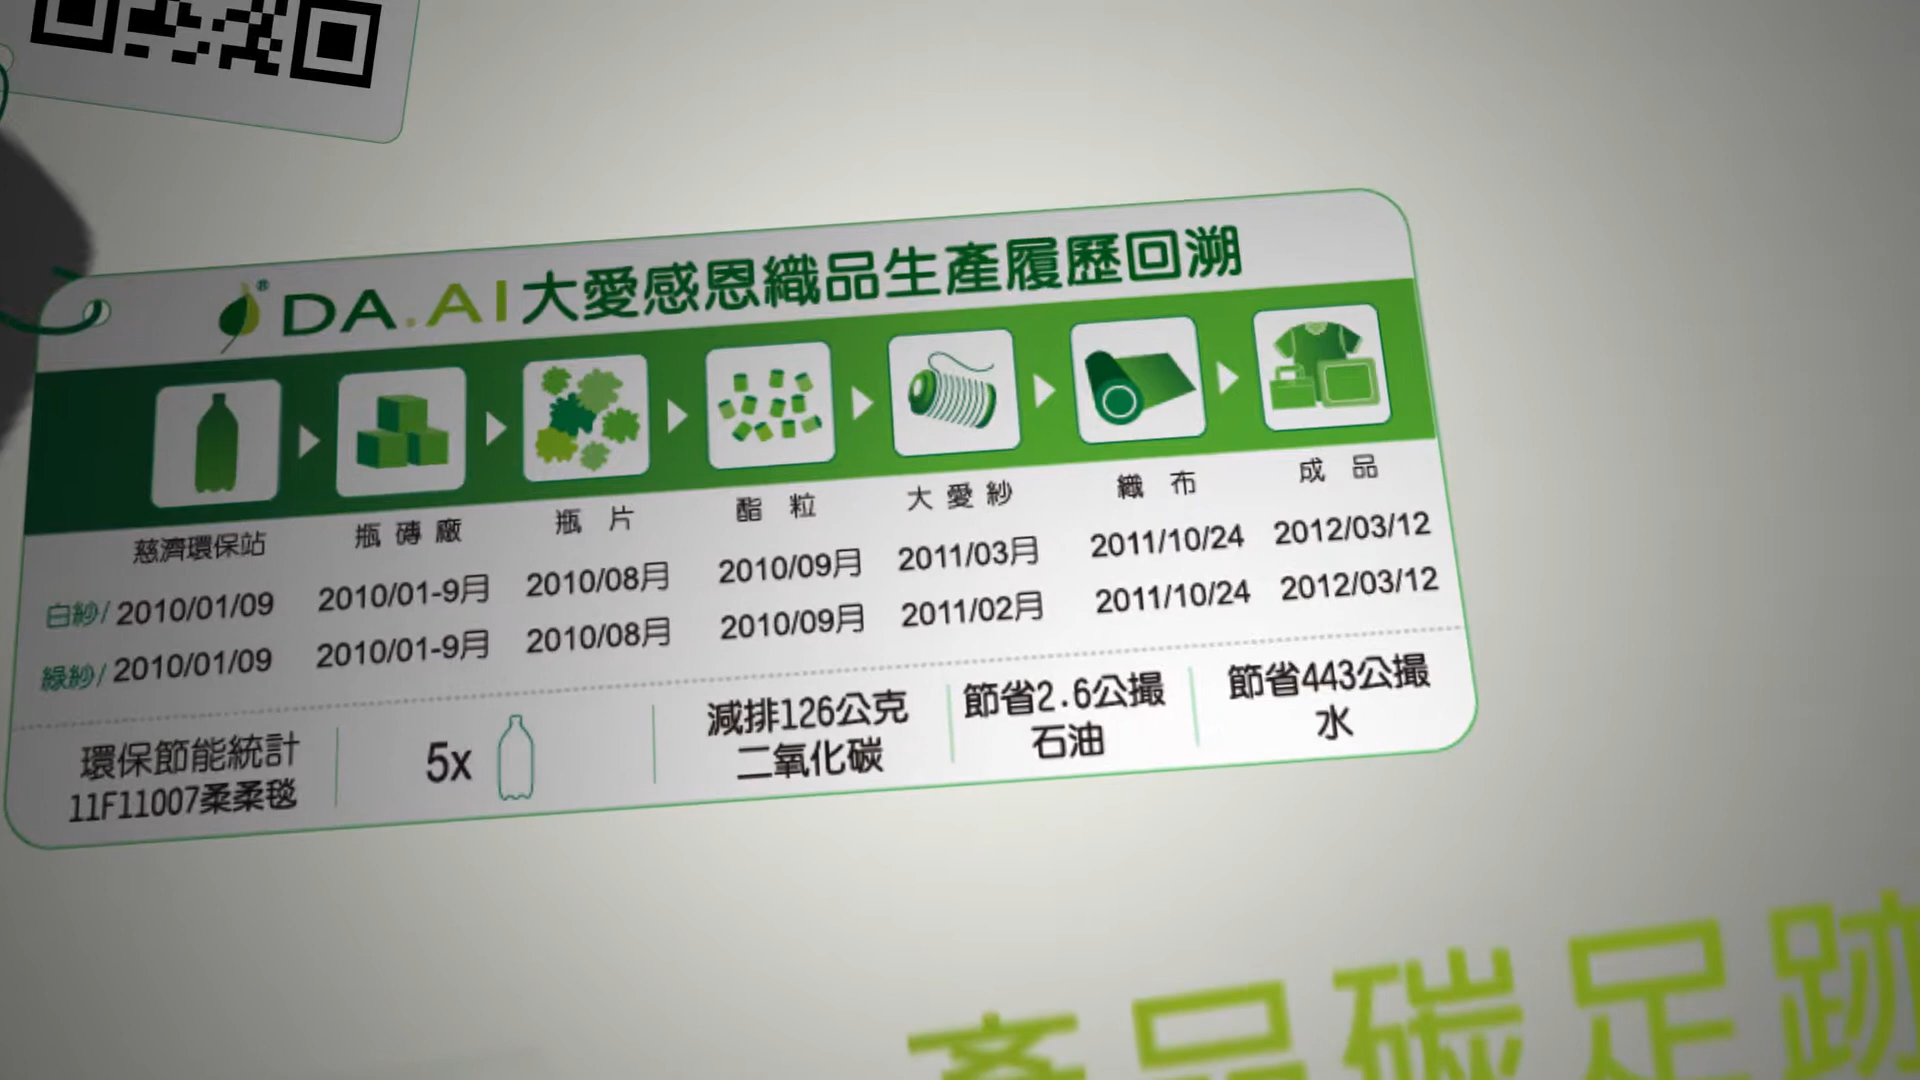 DA.AI大愛感恩織品生產履歷回溯
慈濟環保站 瓶磚廠 瓶片 酯粒 大愛紗 織布 成品
白紗/ 2010/01/09 2010/01-9月 2010/08月 2010/09月 2011/03月 2011/10/24 2012/03/12
綠紗/ 2010/01/09 2010/01-9月 2010/08月 2010/09月 2011/02月 2011/10/24 2012/03/12
環保節能統計
11F11007柔柔毯
5x
減排126公克
二氧化碳
節省2.6公撮
石油
節省443公撮
水
產品碳足跡